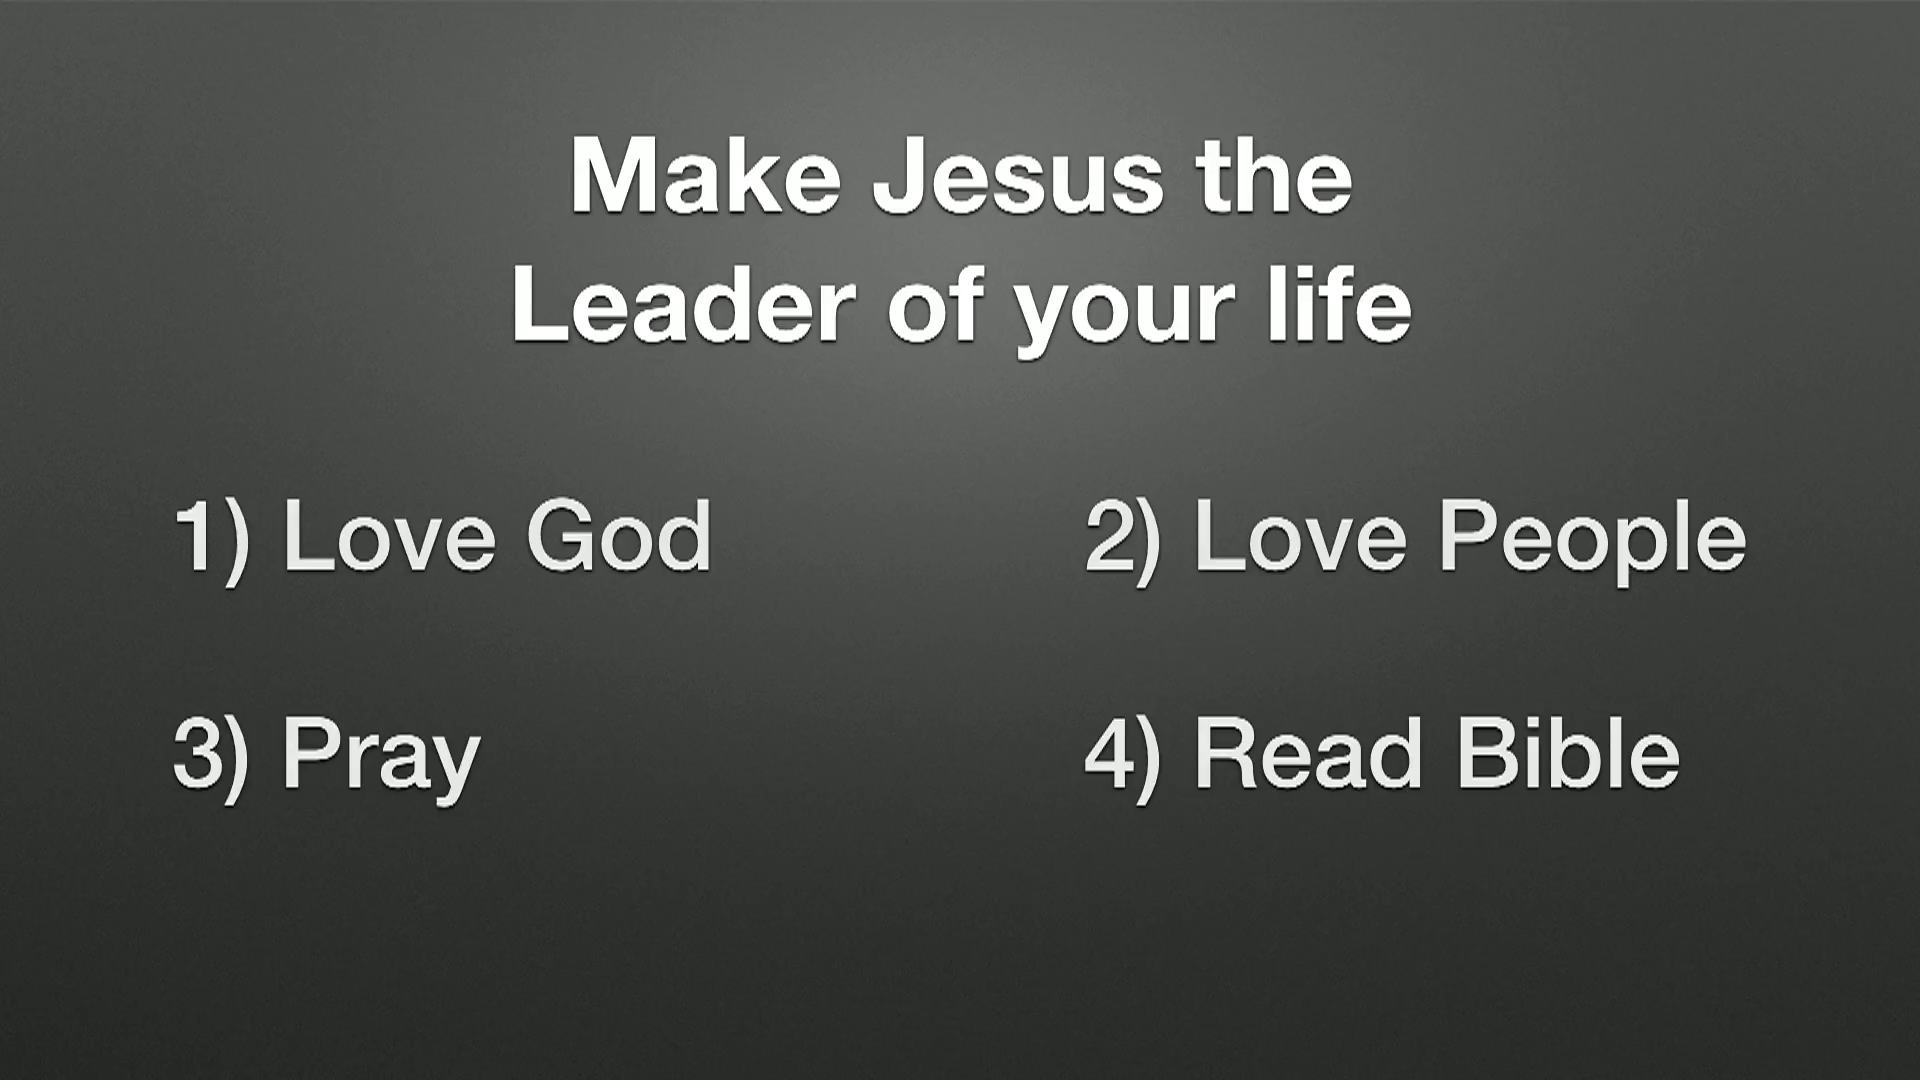 Make Jesus the
Leader of your life
1) Love God
2) Love People
3) Pray
4) Read Bible